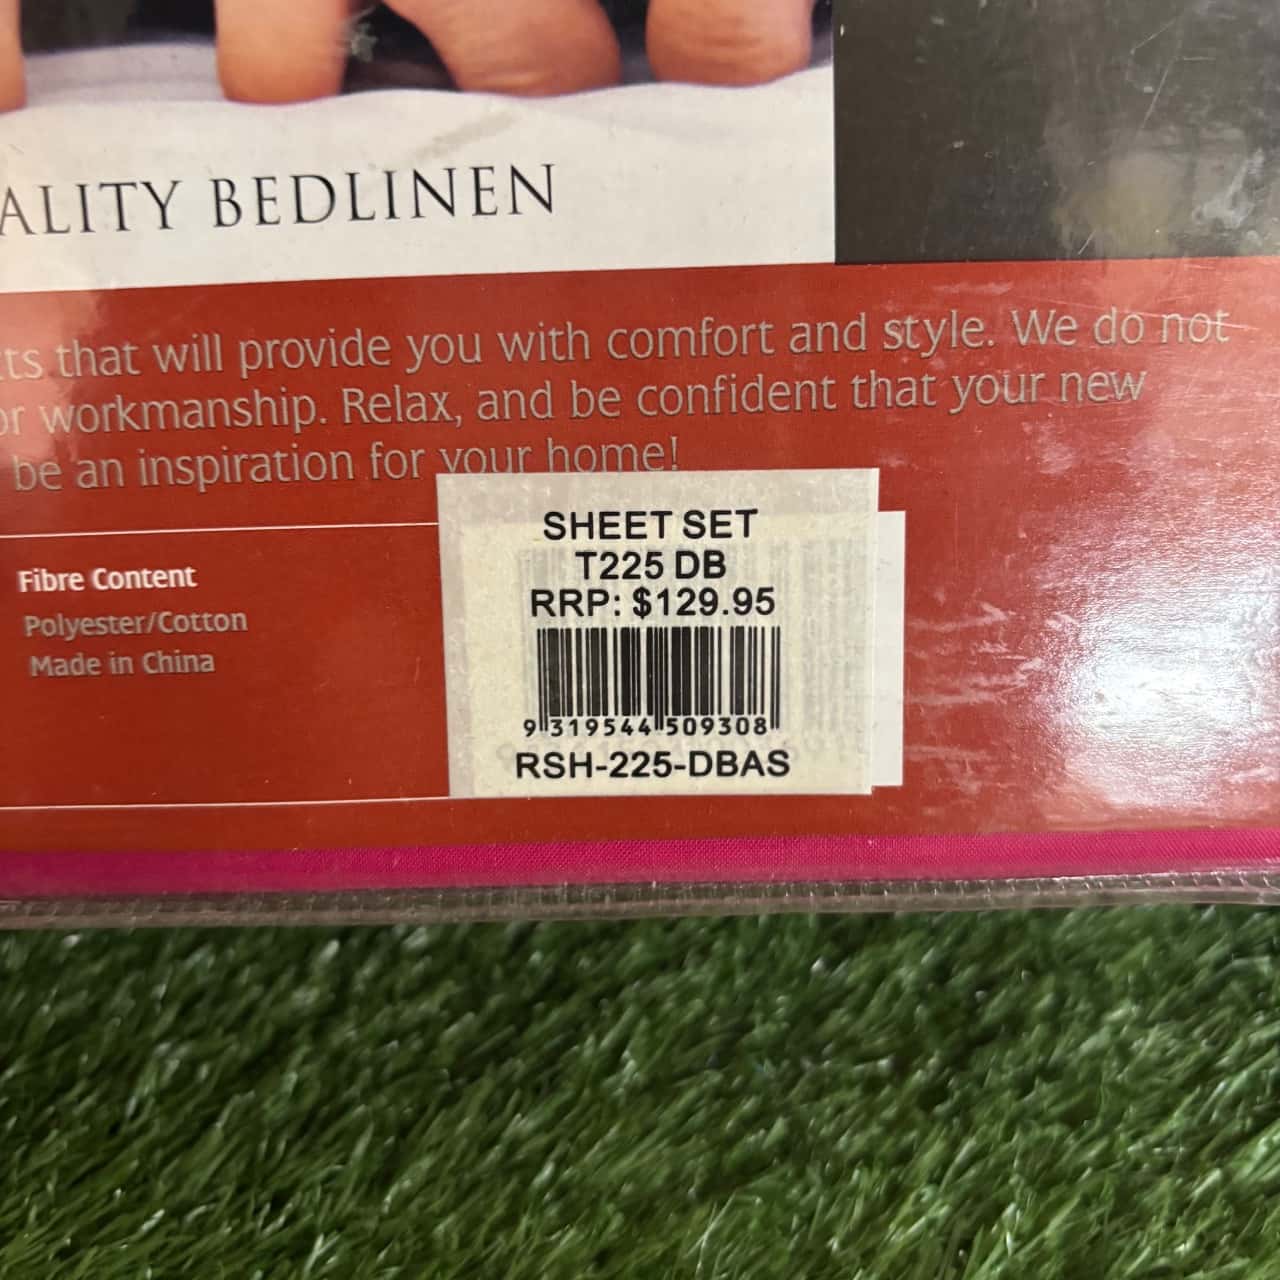 ALITY BEDLINEN
that will provide you with comfort and style. We do not
or workmanship. Relax, and be confident that your new
be an inspiration for your home!
SHEET SET
T225 DB
RRP: $129.95
9 319544 509308
RSH-225-DBAS
Fibre Content
Polyester/Cotton
Made in China